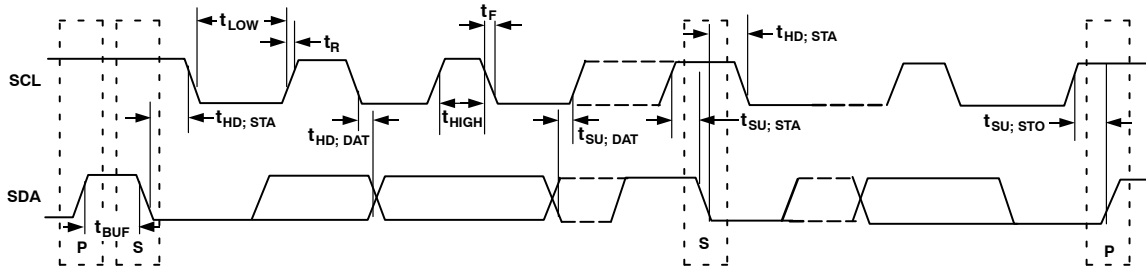 tLOW
tF
tR
tHD; STA
SCL
tHD; STA
tHD; DAT
tHIGH
tSU; DAT
tSU; STA
tSU; STO
SDA
tBUF
P
S
S
P